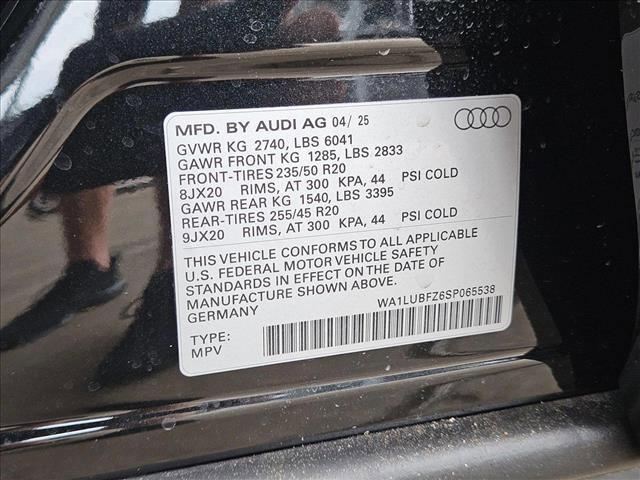 MFD. BY AUDI AG 04/ 25
GVWR KG 2740, LBS 6041
GAWR FRONT KG 1285, LBS 2833
FRONT-TIRES 235/50 R20
8JX20 RIMS, AT 300 KPA, 44 PSI COLD
GAWR REAR KG 1540, LBS 3395
REAR-TIRES 255/45 R20
9JX20 RIMS, AT 300 KPA, 44 PSI COLD
THIS VEHICLE CONFORMS TO ALL APPLICABLE
U.S. FEDERAL MOTOR VEHICLE SAFETY
STANDARDS IN EFFECT ON THE DATE OF
MANUFACTURE SHOWN ABOVE.
GERMANY
WA1LUBFZ6SP065538
TYPE:
MPV